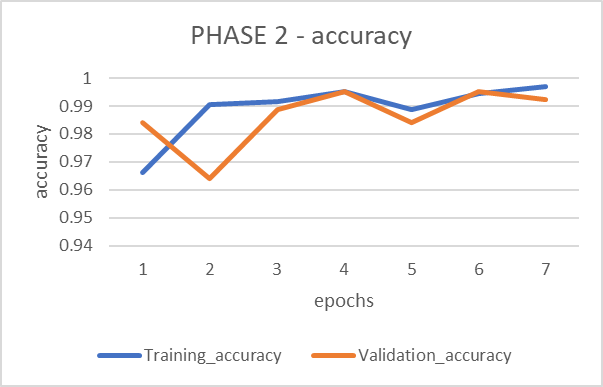 PHASE 2 - accuracy
accuracy
1
0.99
0.98
0.97
0.96
0.95
0.94
1 2 3 4 5 6 7
epochs
Training_accuracy Validation_accuracy